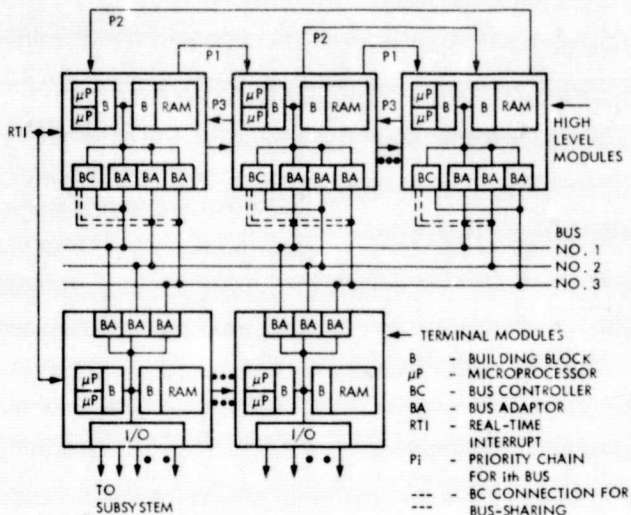 P2
P1
P2
P1
μP
μP
B
B
RAM
P3
μP
μP
B
B
RAM
P3
μP
μP
B
B
RAM
RTI
HIGH
LEVEL
MODULES
BC
BA
BA
BA
BC
BA
BA
BA
BC
BA
BA
BA
BUS
NO. 1
NO. 2
NO. 3
BA
BA
BA
BA
BA
BA
TERMINAL MODULES
μP
μP
B
B
RAM
μP
μP
B
B
RAM
I/O
I/O
TO
SUBSYSTEM
B - BUILDING BLOCK
μP - MICROPROCESSOR
BC - BUS CONTROLLER
BA - BUS ADAPTOR
RTI - REAL-TIME
INTERRUPT
Pi - PRIORITY CHAIN
FOR ith BUS
- BC CONNECTION FOR
BUS-SHARING